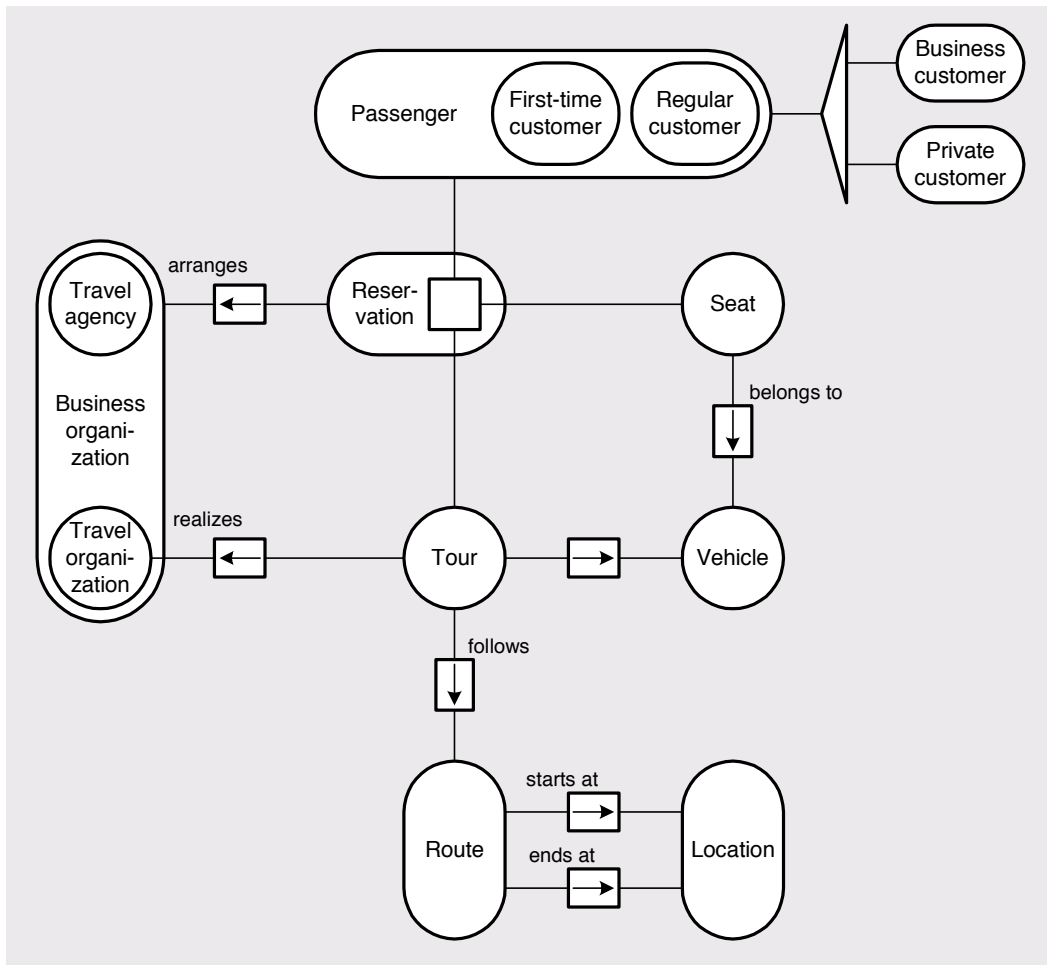 Business
customer
Passenger
First-time
customer
Regular
customer
Private
customer
arranges
Travel
agency
Reser-
vation
Seat
belongs to
Business
organi-
zation
realizes
Travel
organi-
zation
Tour
Vehicle
follows
starts at
Route
ends at
Location